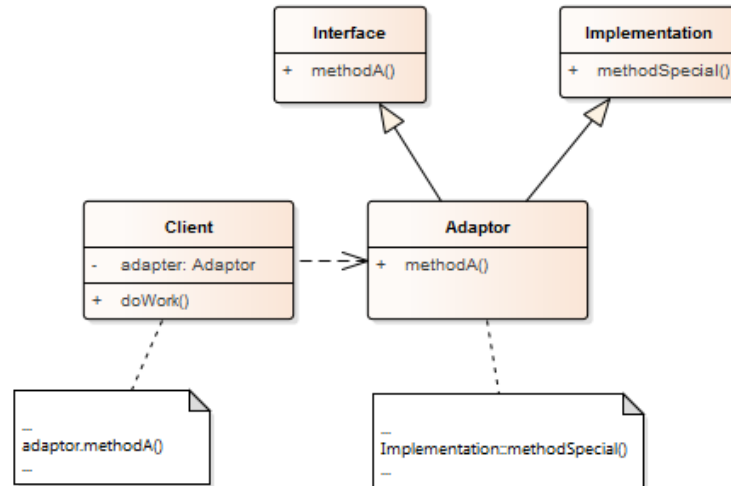 Interface
+ methodA()
Implementation
+ methodSpecial()
Client
- adapter: Adaptor
+ doWork()
Adaptor
+ methodA()
...
adaptor.methodA()
...
...
Implementation::methodSpecial()
...